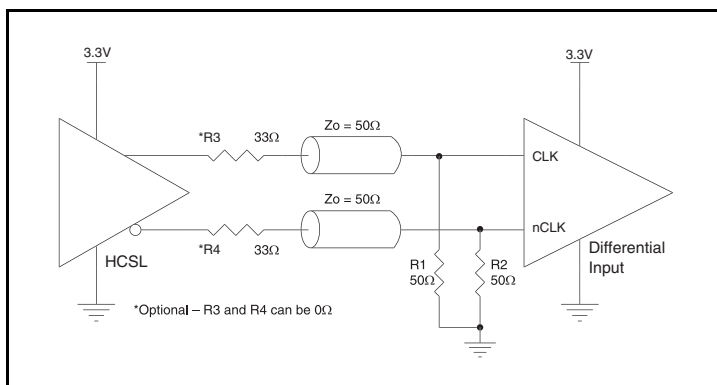 3.3V
3.3V
*R3 33Ω
Zo = 50Ω
CLK
Zo = 50Ω
nCLK
*R4 33Ω
HCSL
Differential
Input
R1
50Ω
R2
50Ω
*Optional – R3 and R4 can be 0Ω